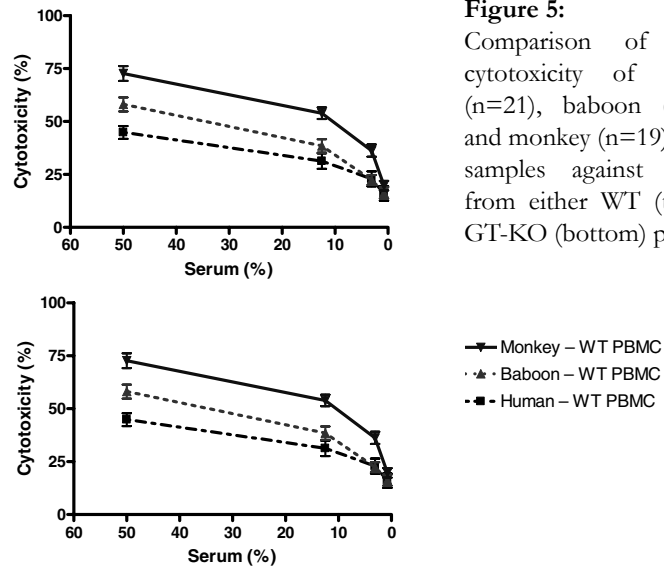 100
75
50
25
0
Cytotoxicity (%)
60 50 40 30 20 10 0
Serum (%)
Figure 5:
Comparison of
cytotoxicity of
(n=21), baboon
and monkey (n=19)
samples against
from either WT
GT-KO (bottom)
100
75
50
25
0
Cytotoxicity (%)
60 50 40 30 20 10 0
Serum (%)
Monkey – WT PBMC
Baboon – WT PBMC
Human – WT PBMC